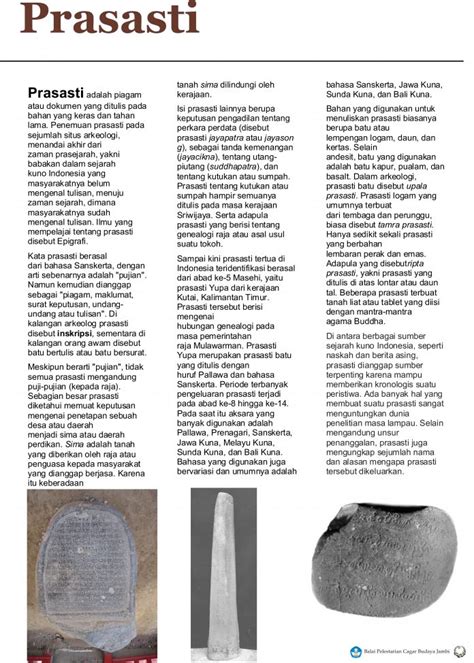 Prasasti
Prasasti adalah piagam
atau dokumen yang ditulis pada
bahan yang keras dan tahan
lama. Penemuan prasasti pada
sejumlah situs arkeologi,
menandai akhir dari
zaman prasejarah, yakni
babakan dalam sejarah
kuno Indonesia yang
masyarakatnya belum
mengenal tulisan, menuju
zaman sejarah, dimana
masyarakatnya sudah
mengenal tulisan. Ilmu yang
mempelajai tentang prasasti
disebut Epigrafi.
Kata prasasti berasal
dari bahasa Sanskerta, dengan
arti sebenarnya adalah "pujian".
Namun kemudian dianggap
sebagai "piagam, maklumat,
surat keputusan, undang-
undang atau tulisan". Di
kalangan arkeolog prasasti
disebut inskripsi, sementara di
kalangan orang awam disebut
batu bertulis atau batu bersurat.
Meskipun berarti "pujian", tidak
semua prasasti mengandung
puji-pujian (kepada raja).
Sebagian besar prasasti
diketahui memuat keputusan
mengenai penetapan sebuah
desa atau daerah
menjadi sima atau daerah
perdikan. Sima adalah tanah
yang diberikan oleh raja atau
penguasa kepada masyarakat
yang dianggap berjasa. Karena
itu keberadaan
tanah sima dilindungi oleh
kerajaan.
Isi prasasti lainnya berupa
keputusan pengadilan tentang
perkara perdata (disebut
prasasti jayapatra atau jayason
g), sebagai tanda kemenangan
(jayacikna), tentang utang-
piutang (suddhapatra), dan
tentang kutukan atau sumpah.
Prasasti tentang kutukan atau
sumpah hampir semuanya
ditulis pada masa kerajaan
Sriwijaya. Serta adapula
prasasti yang berisi tentang
genealogi raja atau asal usul
suatu tokoh.
Sampai kini prasasti tertua di
Indonesia teridentifikasi berasal
dari abad ke-5 Masehi, yaitu
prasasti Yupa dari kerajaan
Kutai, Kalimantan Timur.
Prasasti tersebut berisi
mengenai
hubungan genealogi pada
masa pemerintahan
raja Mulawarman. Prasasti
Yupa merupakan prasasti batu
yang ditulis dengan
huruf Pallawa dan bahasa
Sanskerta. Periode terbanyak
pengeluaran prasasti terjadi
pada abad ke-8 hingga ke-14.
Pada saat itu aksara yang
banyak digunakan adalah
Pallawa, Prenagari, Sanskerta,
Jawa Kuna, Melayu Kuna,
Sunda Kuna, dan Bali Kuna.
Bahasa yang digunakan juga
bervariasi dan umumnya adalah
bahasa Sanskerta, Jawa Kuna,
Sunda Kuna, dan Bali Kuna.
Bahan yang digunakan untuk
menuliskan prasasti biasanya
berupa batu atau
lempengan logam, daun, dan
kertas. Selain
andesit, batu yang digunakan
adalah batu kapur, pualam, dan
basalt. Dalam arkeologi,
prasasti batu disebut upala
prasasti. Prasasti logam yang
umumnya terbuat
dari tembaga dan perunggu,
biasa disebut tamra prasasti.
Hanya sedikit sekali prasasti
yang berbahan
lembaran perak dan emas.
Adapula yang disebutripta
prasasti, yakni prasasti yang
ditulis di atas lontar atau daun
tal. Beberapa prasasti terbuat
tanah liat atau tablet yang diisi
dengan mantra-mantra
agama Buddha.
Di antara berbagai sumber
sejarah kuno Indonesia, seperti
naskah dan berita asing,
prasasti dianggap sumber
terpenting karena mampu
memberikan kronologis suatu
peristiwa. Ada banyak hal yang
membuat suatu prasasti sangat
menguntungkan dunia
penelitian masa lampau. Selain
mengandung unsur
penanggalan, prasasti juga
mengungkap sejumlah nama
dan alasan mengapa prasasti
tersebut dikeluarkan.
Balai Pelestarian Cagar Budaya Jambi